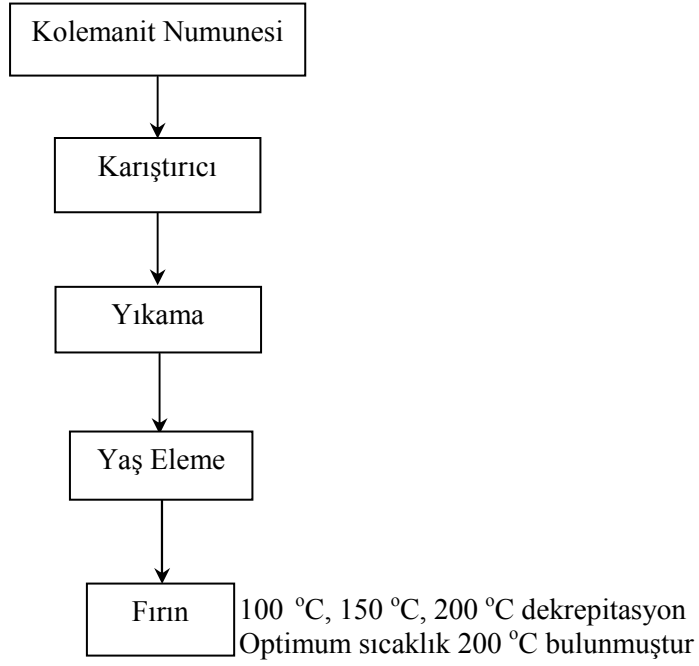 Kolemanit Numunesi
Karıştırıcı
Yıkama
Yaş Eleme
Fırın
100 °C, 150 °C, 200 °C dekrepitasyon
Optimum sıcaklık 200 °C bulunmuştur